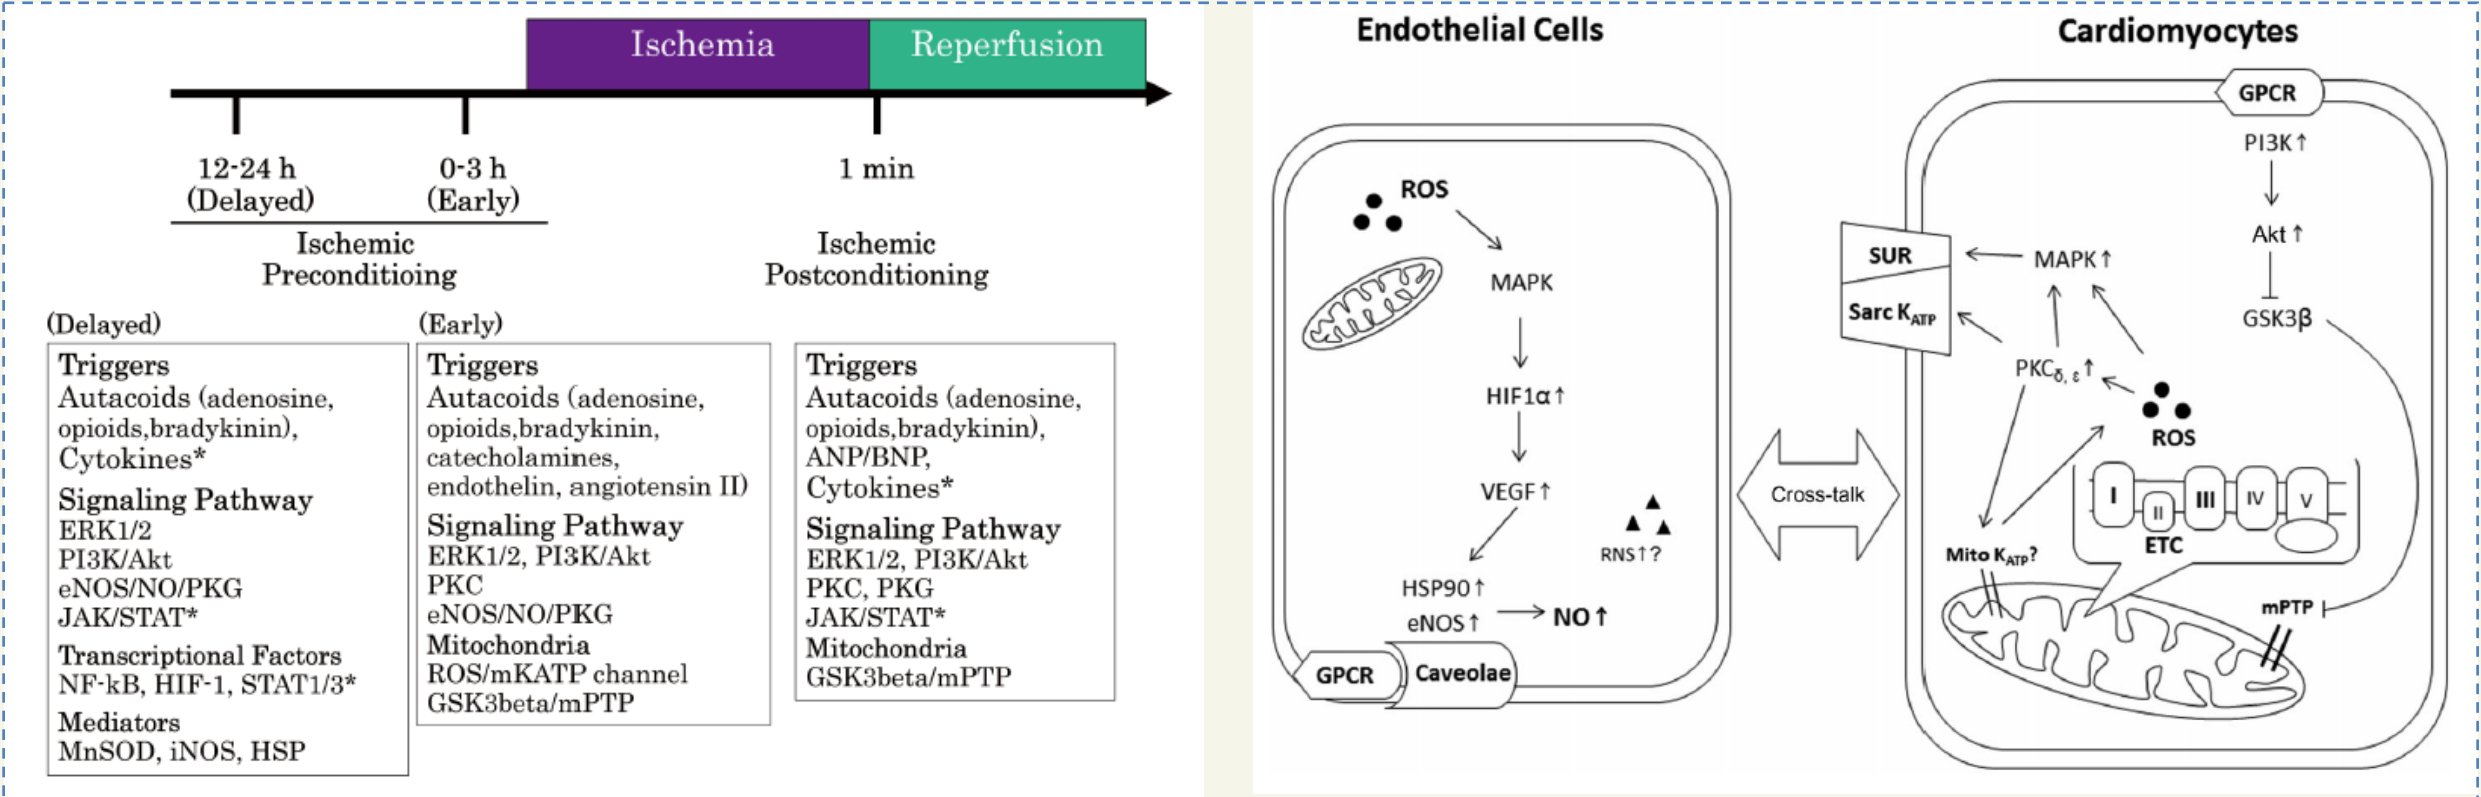 Ischemia
Reperfusion
12-24 h
(Delayed)
0-3 h
(Early)
1 min
Ischemic
Preconditioing
Ischemic
Postconditioning
(Delayed)
Triggers
Autacoids (adenosine,
opioids,bradykinin),
Cytokines*
Signaling Pathway
ERK1/2
PI3K/Akt
eNOS/NO/PKG
JAK/STAT*
Transcriptional Factors
NF-kB, HIF-1, STAT1/3*
Mediators
MnSOD, iNOS, HSP
(Early)
Triggers
Autacoids (adenosine,
opioids,bradykinin,
catecholamines,
endothelin, angiotensin II)
Signaling Pathway
ERK1/2, PI3K/Akt
PKC
eNOS/NO/PKG
Mitochondria
ROS/mKATP channel
GSK3beta/mPTP
Triggers
Autacoids (adenosine,
opioids,bradykinin),
ANP/BNP,
Cytokines*
Signaling Pathway
ERK1/2, PI3K/Akt
PKC, PKG
JAK/STAT*
Mitochondria
GSK3beta/mPTP
Endothelial Cells
ROS
MAPK
HIF1α↑
VEGF↑
HSP90↑
eNOS↑
NO↑
RNS↑?
GPCR
Caveolae
Cross-talk
Cardiomyocytes
GPCR
PI3K↑
Akt↑
GSK3β
SUR
Sarc KATP
MAPK↑
PKCδ, ε↑
ROS
I
II
III
IV
V
ETC
Mito KATP?
mPTP